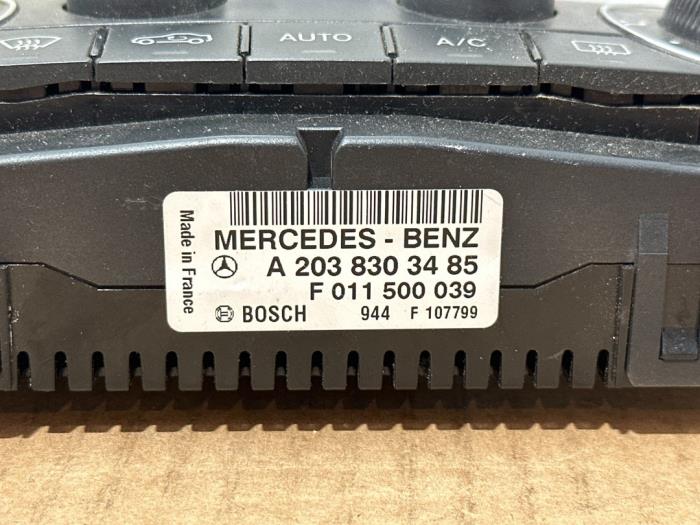 AUTO
A/C
Made in France
MERCEDES - BENZ
A 203 830 34 85
F 011 500 039
BOSCH 944 F 107799